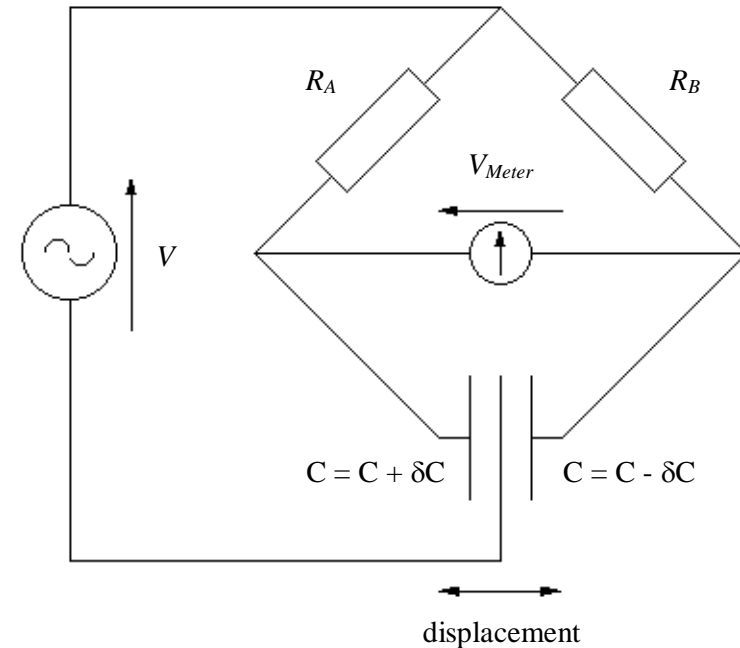 R_A
R_B
V_Meter
V
C = C + δC
C = C - δC
displacement